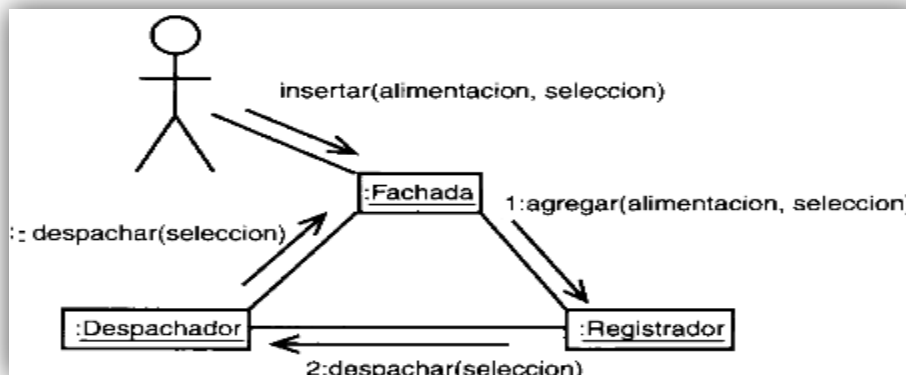 insertar(alimentacion, seleccion)
:Fachada
1:agregar(alimentacion, seleccion)
despachar(seleccion)
:Despachador
:Registrador
2:despachar(seleccion)